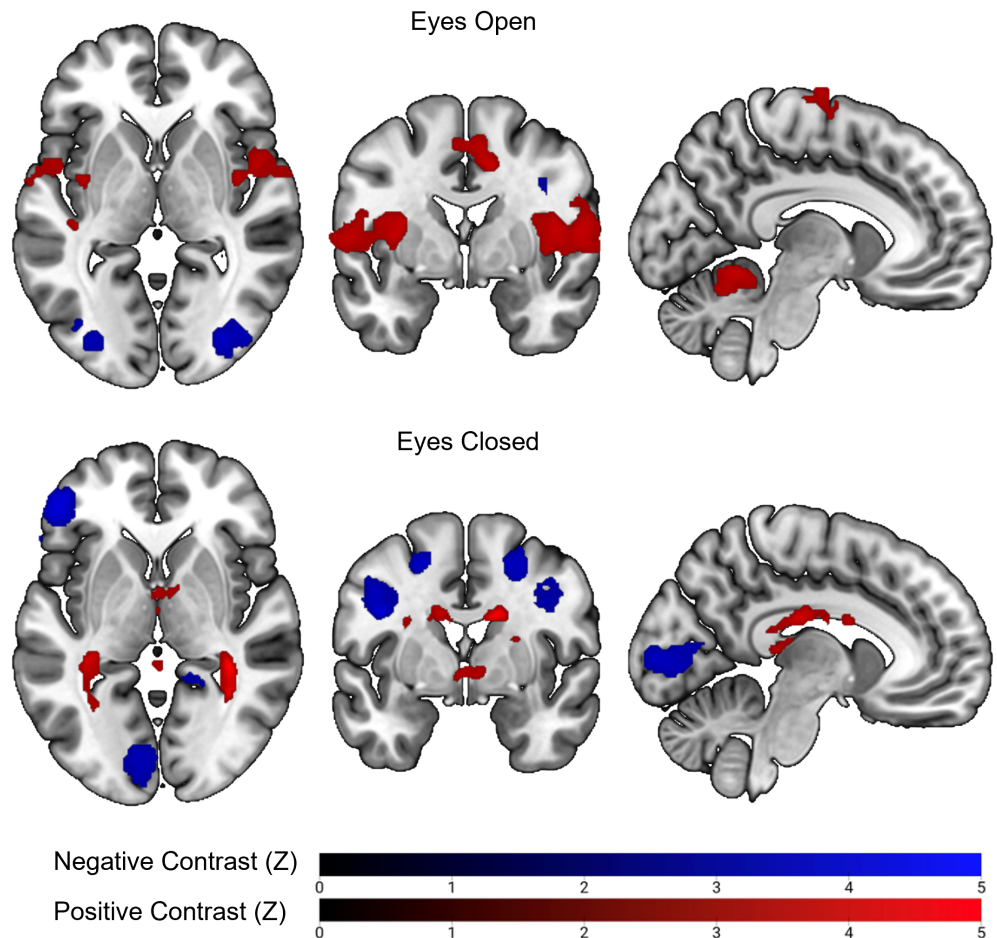 Eyes Open
Eyes Closed
Negative Contrast (Z)
0 1 2 3 4 5
Positive Contrast (Z)
0 1 2 3 4 5